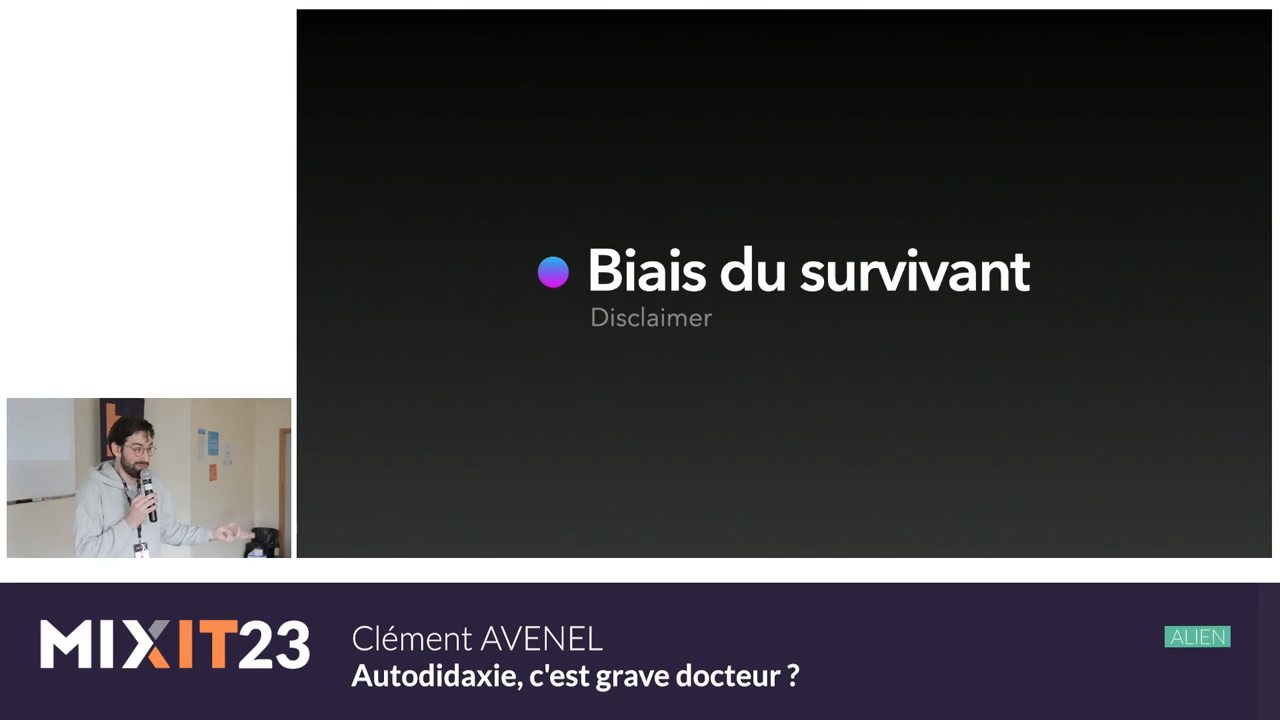 Biais du survivant
Disclaimer
MIXIT23
Clément AVENEL
Autodidaxie, c'est grave docteur ?
ALIEN